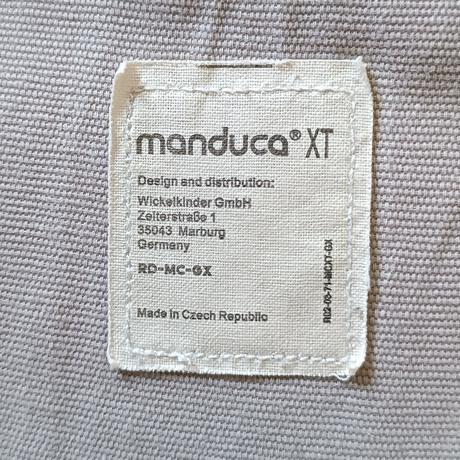 manduca® XT
Design and distribution:
Wickelkinder GmbH
Zeiterstraße 1
35043 Marburg
Germany
RD-MC-GX
Made in Czech Republic